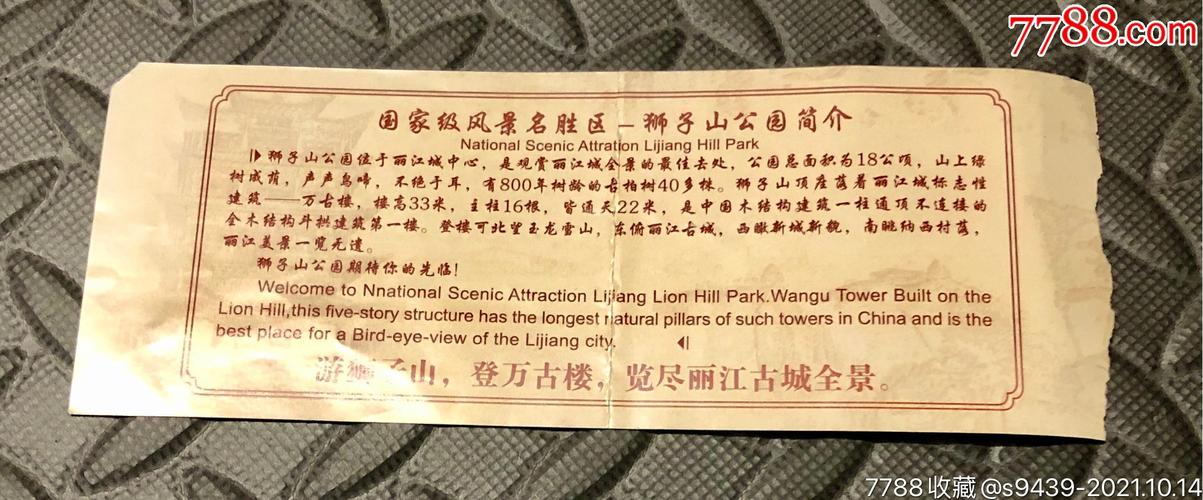 7788.com
国家级风景名胜区－狮子山公园简介
National Scenic Attration Lijiang Hill Park
狮子山公园位于丽江城中心，是观赏丽江城全景的最佳去处，公园总面积为18公顷，山上绿
树成荫，声声鸟啼，不绝于耳，有800年树龄的古柏树40多株。狮子山顶座落着丽江城标志性
建筑——万古楼，楼高33米，主柱16根，皆通天22米，是中国木结构建筑一柱通顶不连接的
全木结构斗拱建筑第一楼。登楼可北望玉龙雪山，东俯丽江古城，西瞰新城新貌，南眺纳西村落，
丽江美景一览无遗。
狮子山公园期待你的光临！
Welcome to Nnational Scenic Attraction Lijiang Lion Hill Park.Wangu Tower Built on the
Lion Hill,this five-story structure has the longest natural pillars of such towers in China and is the
best place for a Bird-eye-view of the Lijiang city.
游狮子山，登万古楼，览尽丽江古城全景。
7788收藏@s9439-2021.10.14